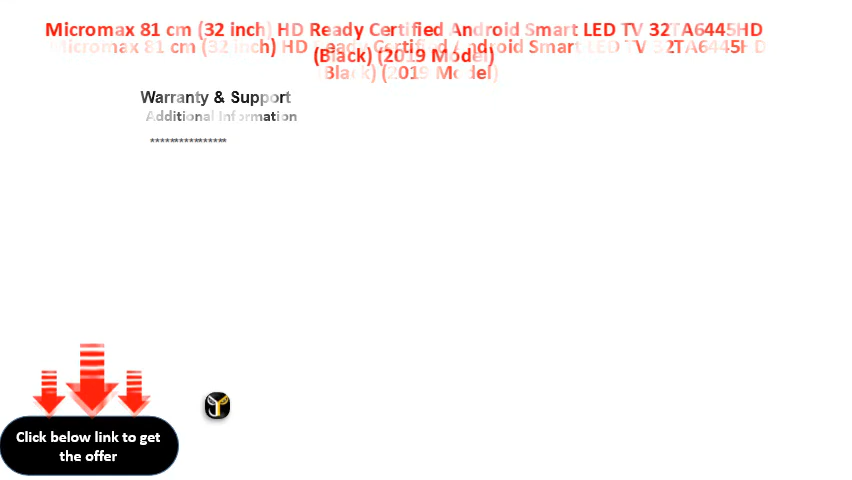 Micromax 81 cm (32 inch) HD Ready Certified Android Smart LED TV 32TA6445HD
(Black) (2019 Model)
Warranty & Support
Additional Information
****************
Click below link to get
the offer